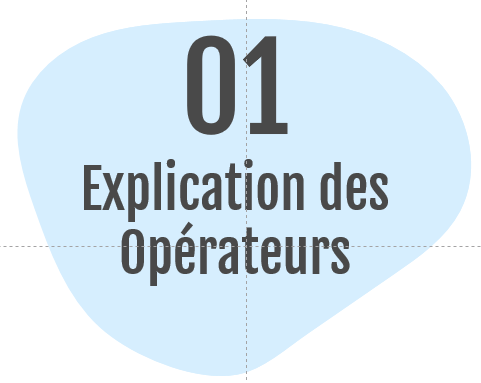 01
Explication des
Opérateurs